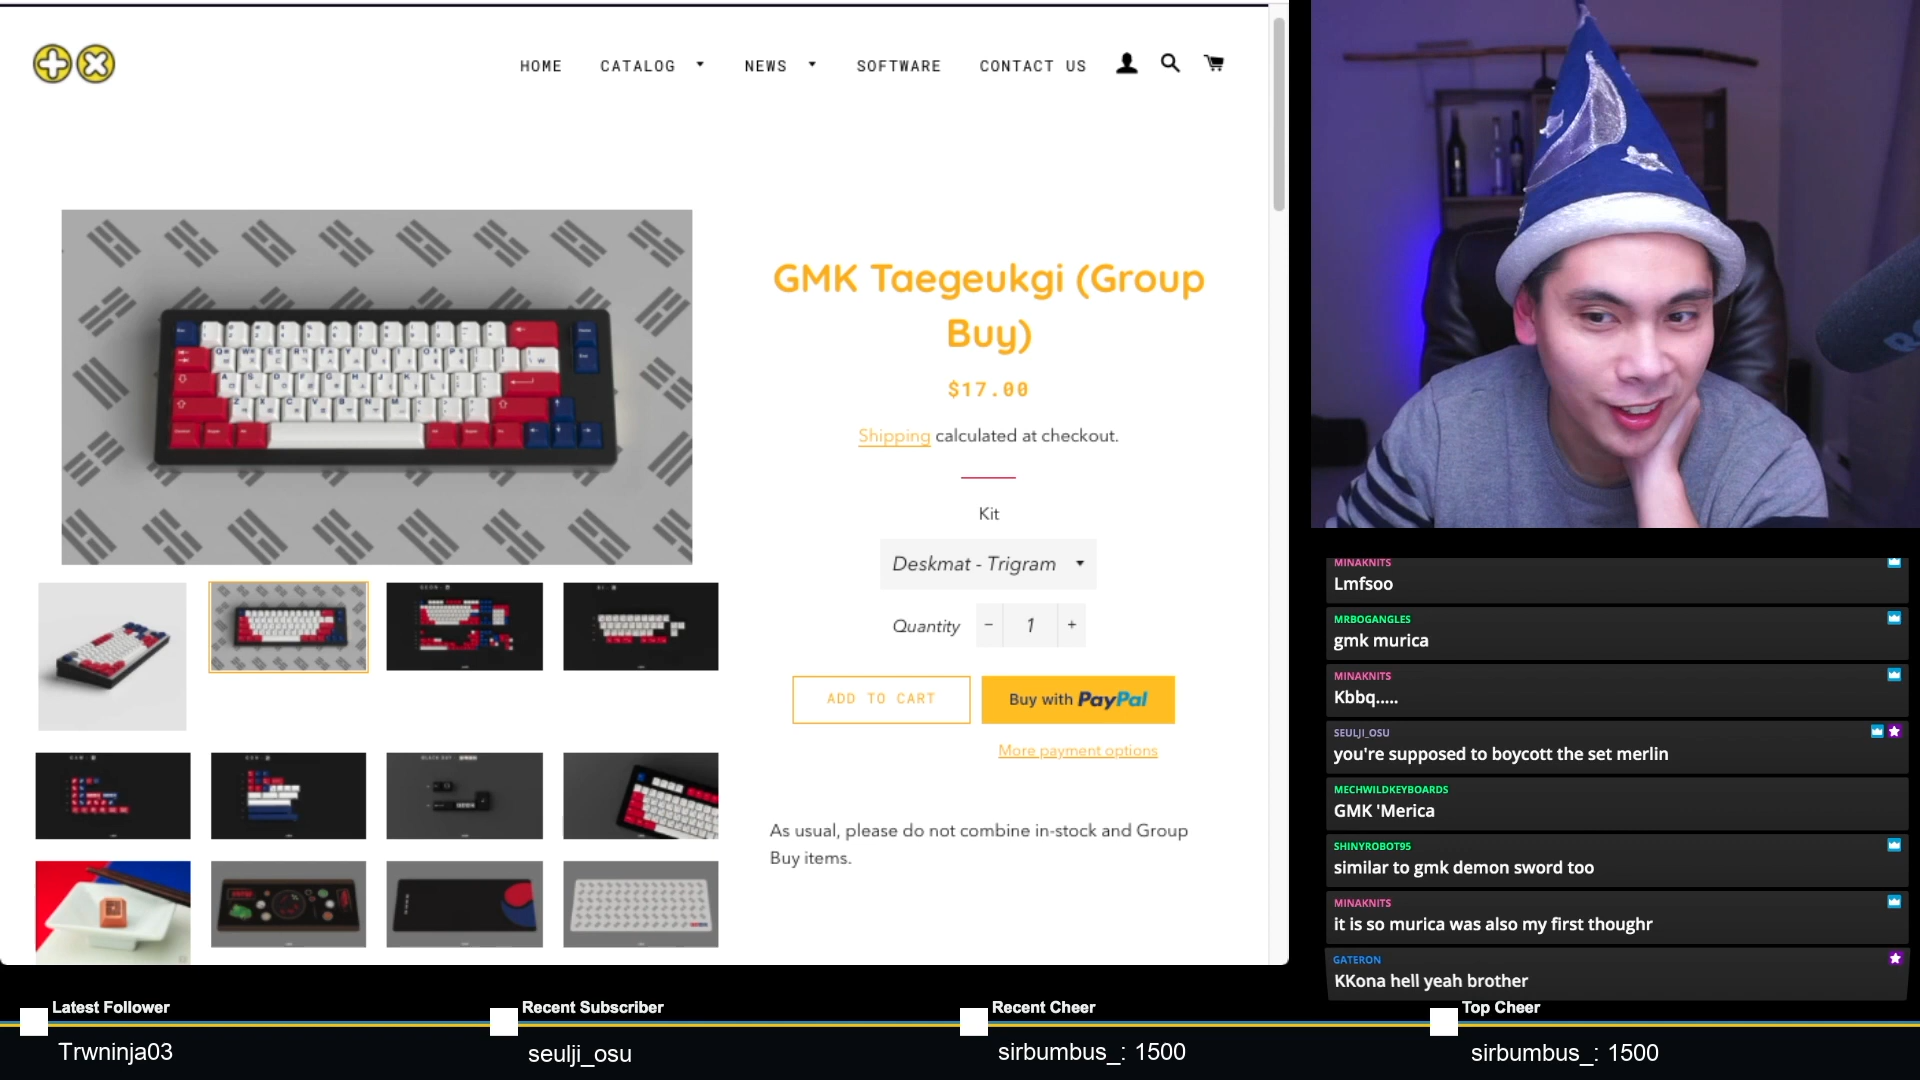 HOME
CATALOG
NEWS
SOFTWARE
CONTACT US
GMK Taegeukgi (Group
Buy)
$17.00
Shipping calculated at checkout.
Kit
Deskmat - Trigram
Quantity
−
1
+
ADD TO CART
Buy with PayPal
More payment options
As usual, please do not combine in-stock and Group
Buy items.
MINAKNITS
Lmfsoo
MRBOGANGLES
gmk murica
MINAKNITS
Kbbq.....
SEULJI_OSU
you're supposed to boycott the set merlin
MECHWILDKEYBOARDS
GMK 'Merica
SHINYROBOT95
similar to gmk demon sword too
MINAKNITS
it is so murica was also my first thoughr
GATERON
KKona hell yeah brother
Latest Follower
Trwninja03
Recent Subscriber
seulji_osu
Recent Cheer
sirbumbus_: 1500
Top Cheer
sirbumbus_: 1500